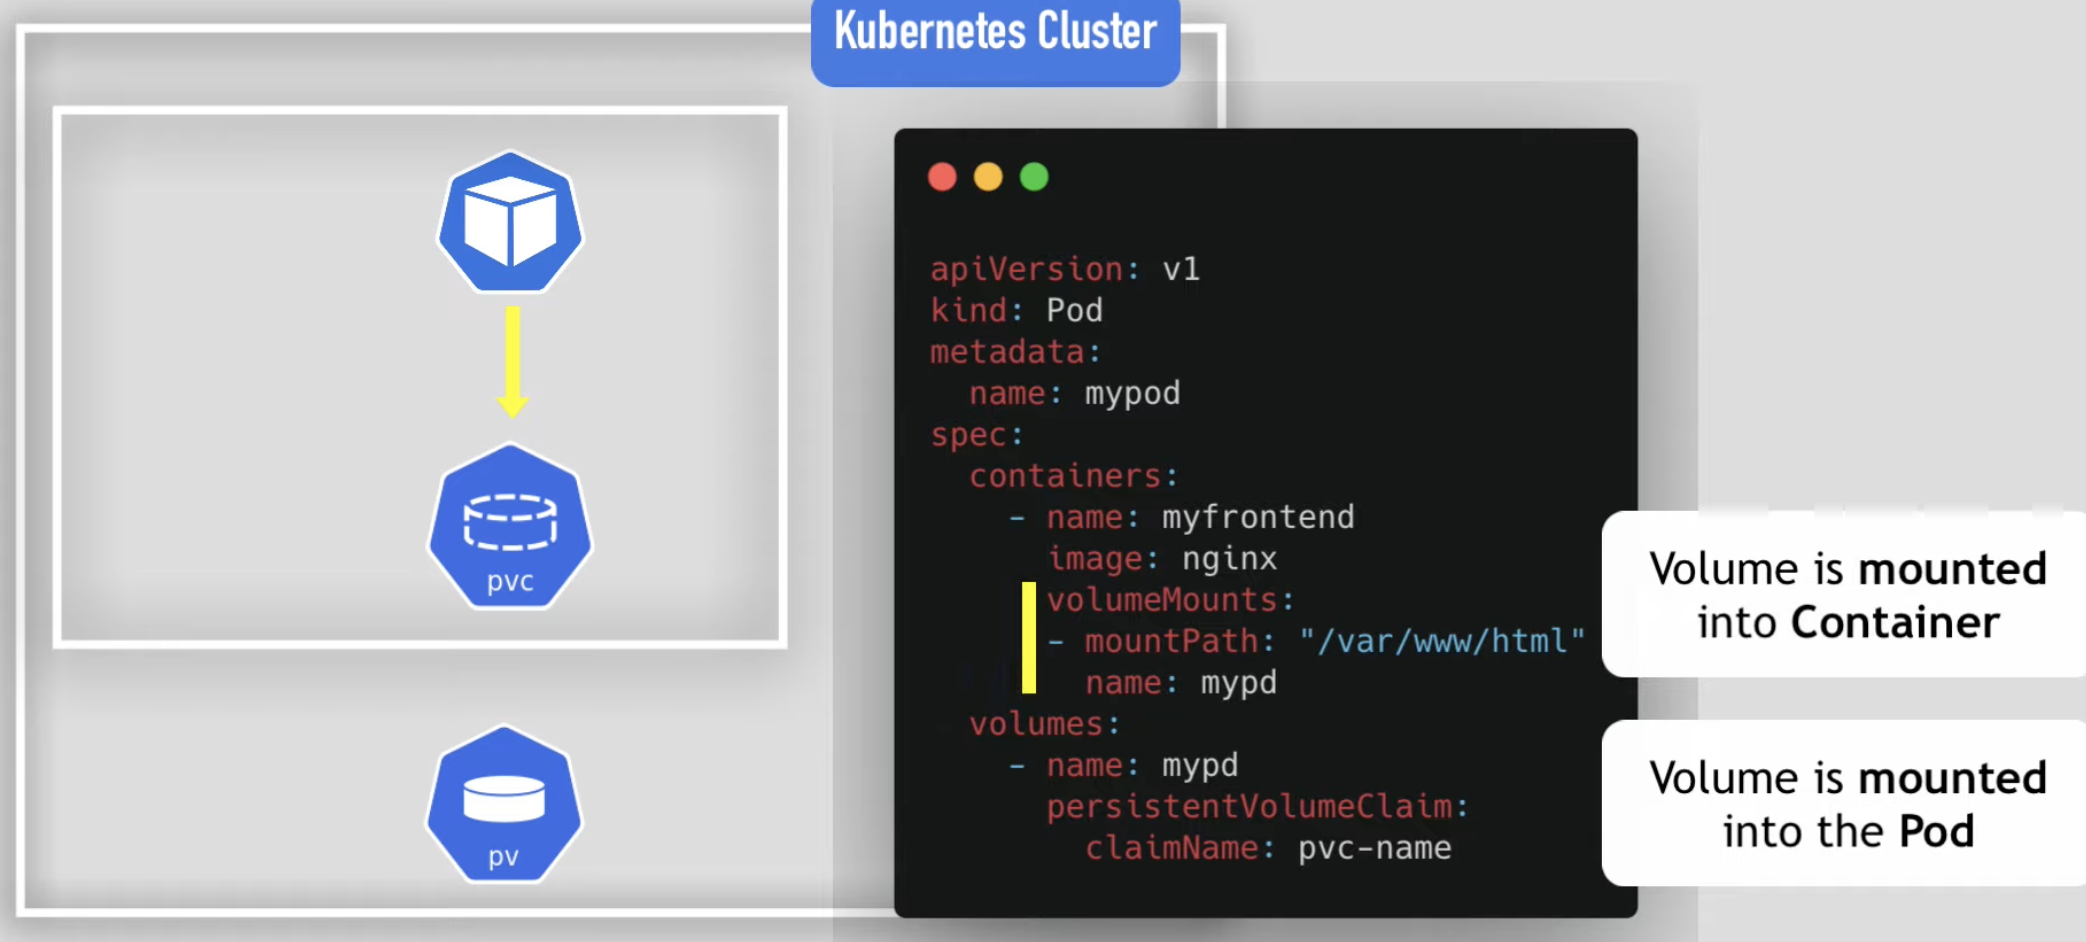 Kubernetes Cluster
pvc
pv
apiVersion: v1
kind: Pod
metadata:
  name: mypod
spec:
  containers:
    - name: myfrontend
      image: nginx
      volumeMounts:
      - mountPath: "/var/www/html"
        name: mypd
  volumes:
    - name: mypd
      persistentVolumeClaim:
        claimName: pvc-name
Volume is mounted
into Container
Volume is mounted
into the Pod